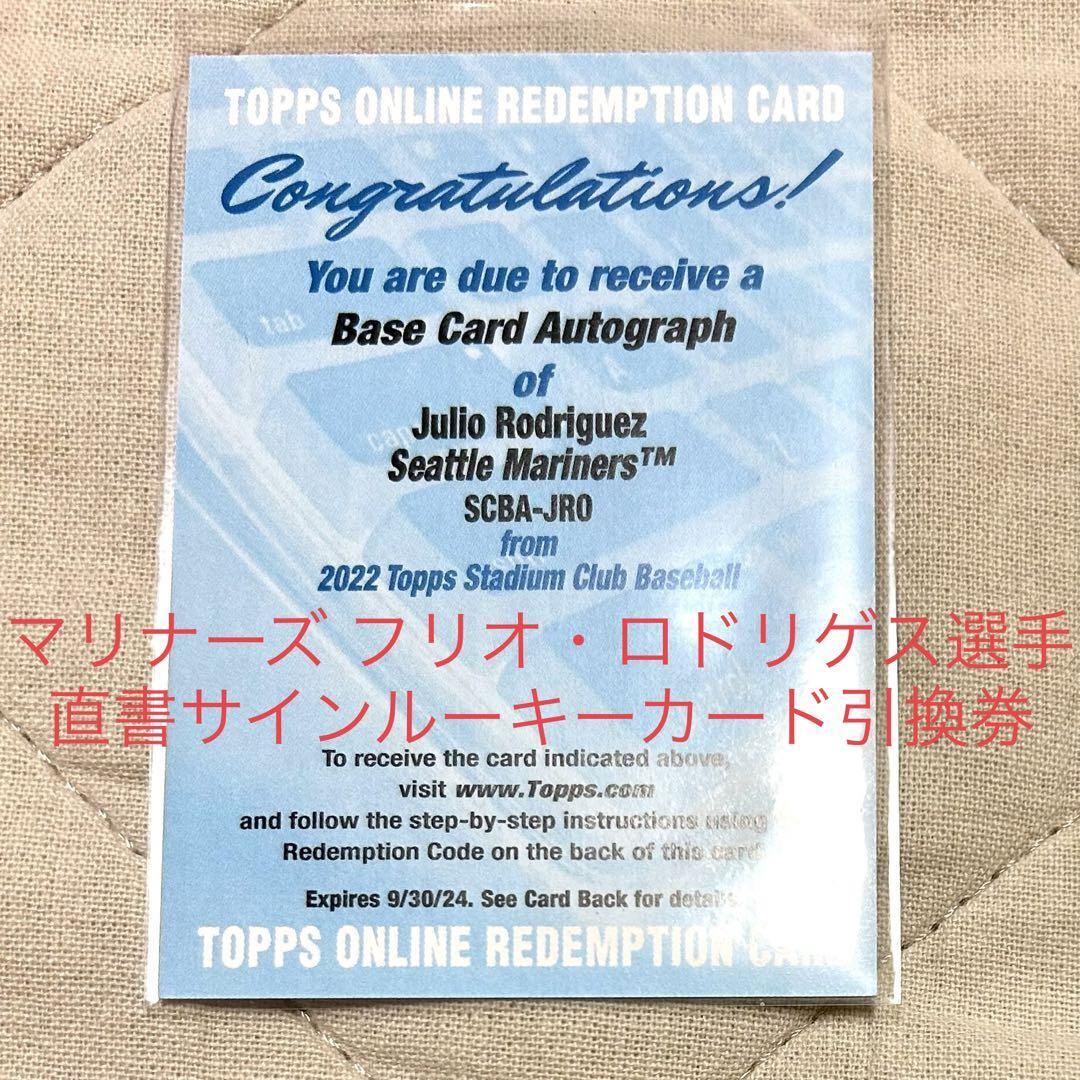 TOPPS ONLINE REDEMPTION CARD
Congratulations!
You are due to receive a
Base Card Autograph
of
Julio Rodriguez
Seattle Mariners™
SCBA-JRO
from
2022 Topps Stadium Club Baseball
マリナーズ フリオ・ロドリゲス選手
直書サインルーキーカード引換券
To receive the card indicated above,
visit www.Topps.com
and follow the step-by-step instructions using
Redemption Code on the back of this card
Expires 9/30/24. See Card Back for details
TOPPS ONLINE REDEMPTION CARD
tab